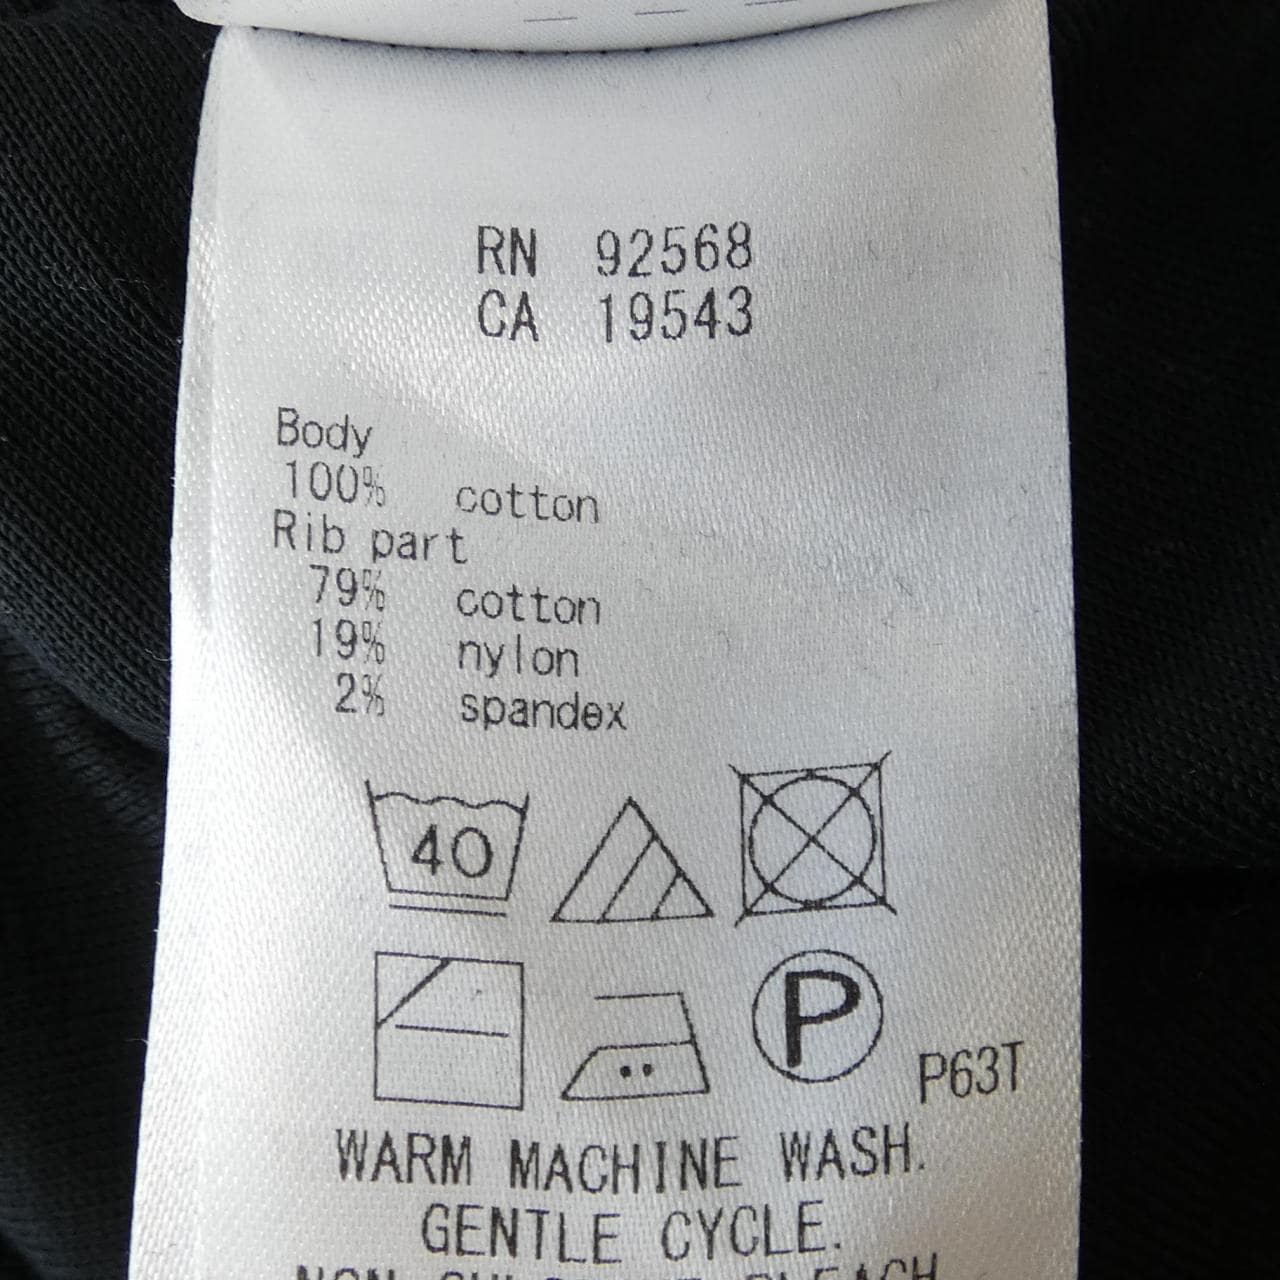 RN 92568
CA 19543
Body
100% cotton
Rib part
79% cotton
19% nylon
2% spandex
40
P
P63T
WARM MACHINE WASH.
GENTLE CYCLE.